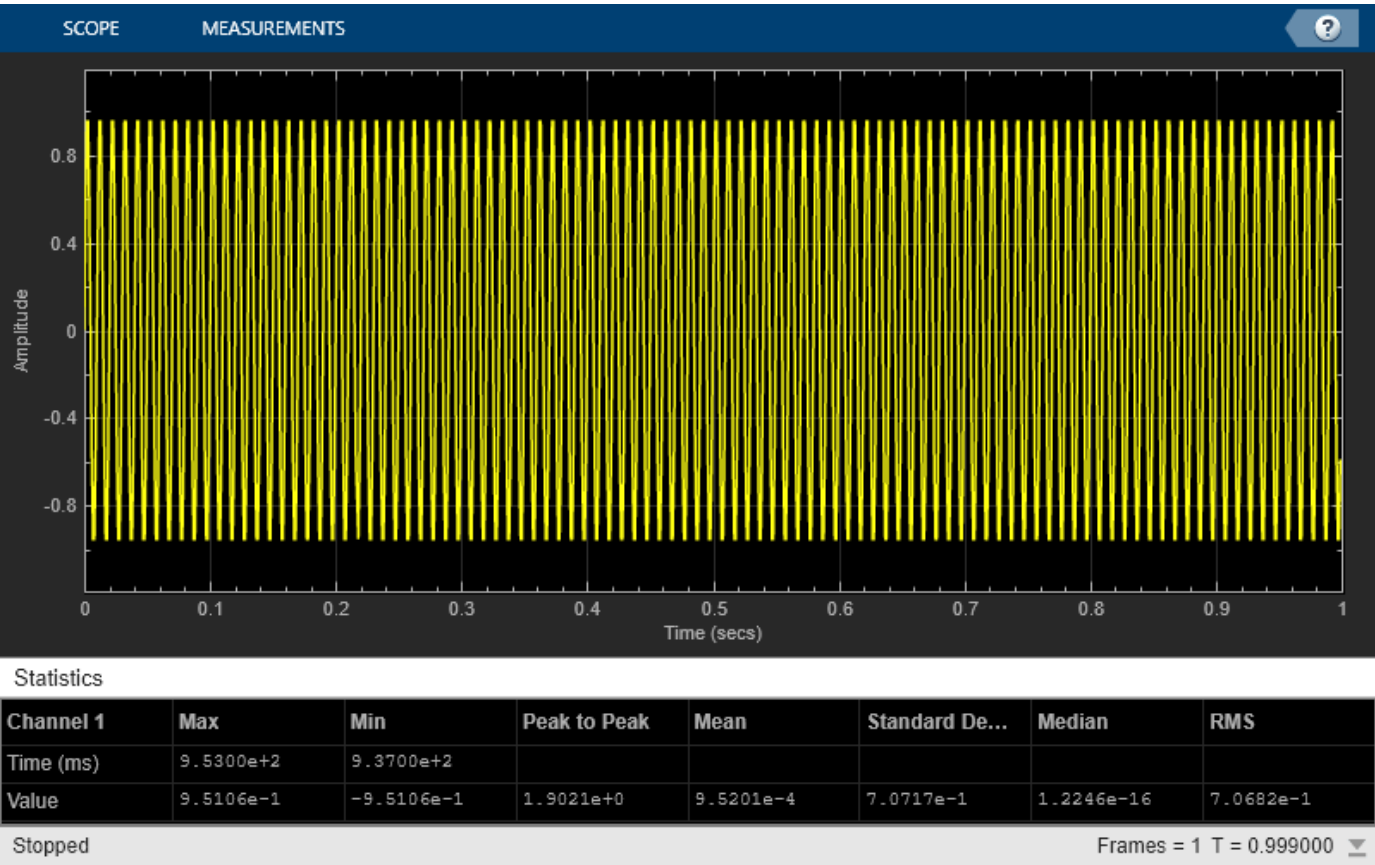 SCOPE MEASUREMENTS ?
0.8
0.4
0
-0.4
-0.8
Amplitude
0 0.1 0.2 0.3 0.4 0.5 0.6 0.7 0.8 0.9 1
Time (secs)
Statistics
Channel 1 Max Min Peak to Peak Mean Standard De... Median RMS
Time (ms) 9.5300e+2 9.3700e+2
Value 9.5106e-1 -9.5106e-1 1.9021e+0 9.5201e-4 7.0717e-1 1.2246e-16 7.0682e-1
Stopped Frames = 1 T = 0.999000